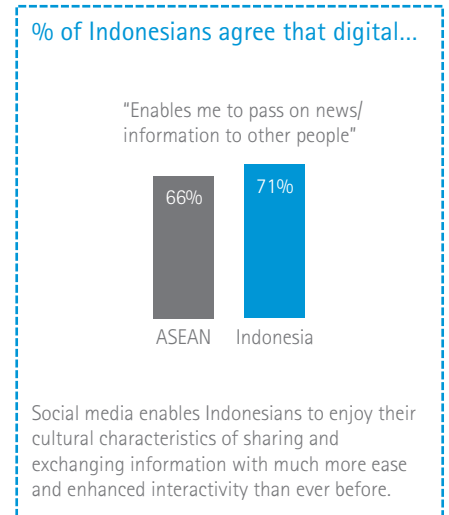 % of Indonesians agree that digital...
“Enables me to pass on news/
information to other people”
66%
71%
ASEAN
Indonesia
Social media enables Indonesians to enjoy their
cultural characteristics of sharing and
exchanging information with much more ease
and enhanced interactivity than ever before.